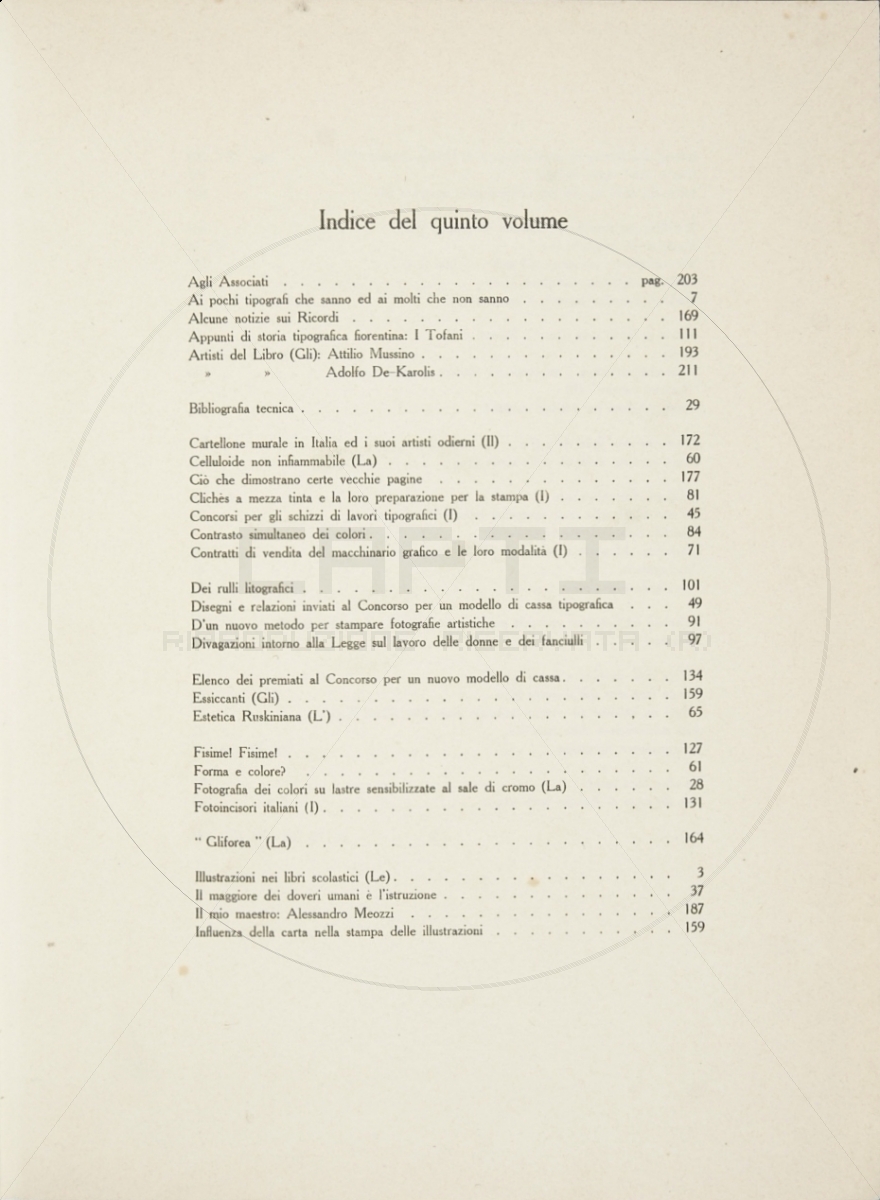 Indice del quinto volume
Agli Associati . . . . . . . . . . . . . . . . . . . . . pag. 203
Ai pochi tipografi che sanno ed ai molti che non sanno . . . . . . . . . 7
Alcune notizie sui Ricordi . . . . . . . . . . . . . . . . . . . 169
Appunti di storia tipografica fiorentina: I Tofani . . . . . . . . . . . . 111
Artisti del Libro (Gli): Attilio Mussino . . . . . . . . . . . . . . . 193
» » Adolfo De-Karolis . . . . . . . . . . . . . . 211
Bibliografia tecnica . . . . . . . . . . . . . . . . . . . . . . 29
Cartellone murale in Italia ed i suoi artisti odierni (Il) . . . . . . . . . . 172
Celluloide non infiammabile (La) . . . . . . . . . . . . . . . . . 60
Ciò che dimostrano certe vecchie pagine . . . . . . . . . . . . . . 177
Clichès a mezza tinta e la loro preparazione per la stampa (I) . . . . . . . 81
Concorsi per gli schizzi di lavori tipografici (I) . . . . . . . . . . . . 45
Contrasto simultaneo dei colori . . . . . . . . . . . . . . . . . . 84
Contratti di vendita del macchinario grafico e le loro modalità (I) . . . . . . 71
Dei rulli litografici . . . . . . . . . . . . . . . . . . . . . . 101
Disegni e relazioni inviati al Concorso per un modello di cassa tipografica . . . 49
D'un nuovo metodo per stampare fotografie artistiche . . . . . . . . . . 91
Divagazioni intorno alla Legge sul lavoro delle donne e dei fanciulli . . . . . 97
Elenco dei premiati al Concorso per un nuovo modello di cassa . . . . . . . 134
Essiccanti (Gli) . . . . . . . . . . . . . . . . . . . . . . . 159
Estetica Ruskiniana (L') . . . . . . . . . . . . . . . . . . . . 65
Fisime! Fisime! . . . . . . . . . . . . . . . . . . . . . . . 127
Forma e colore? . . . . . . . . . . . . . . . . . . . . . . 61
Fotografia dei colori su lastre sensibilizzate al sale di cromo (La) . . . . . . 28
Fotoincisori italiani (I) . . . . . . . . . . . . . . . . . . . . . 131
“ Gliforea ” (La) . . . . . . . . . . . . . . . . . . . . . . 164
Illustrazioni nei libri scolastici (Le) . . . . . . . . . . . . . . . . . 3
Il maggiore dei doveri umani è l'istruzione . . . . . . . . . . . . . . 37
Il mio maestro: Alessandro Meozzi . . . . . . . . . . . . . . . . 187
Influenza della carta nella stampa delle illustrazioni . . . . . . . . . . . 159